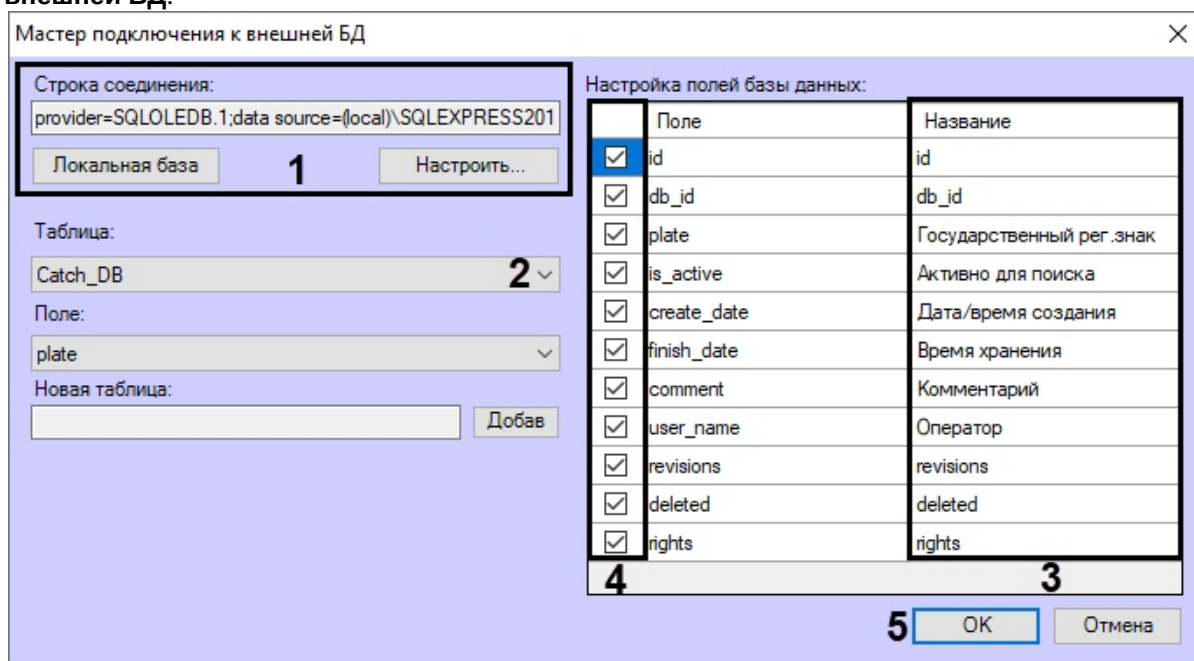 внешней БД.
Мастер подключения к внешней БД
Строка соединения:
provider=SQLOLEDB.1;data source=(local)\SQLEXPRESS201
Локальная база 1 Настроить...
Таблица:
Catch_DB 2
Поле:
plate
Новая таблица:
Добав
Настройка полей базы данных:
Поле Название
id id
db_id db_id
plate Государственный рег.знак
is_active Активно для поиска
create_date Дата/время создания
finish_date Время хранения
comment Комментарий
user_name Оператор
revisions revisions
deleted deleted
rights rights
4 3
5 OK Отмена